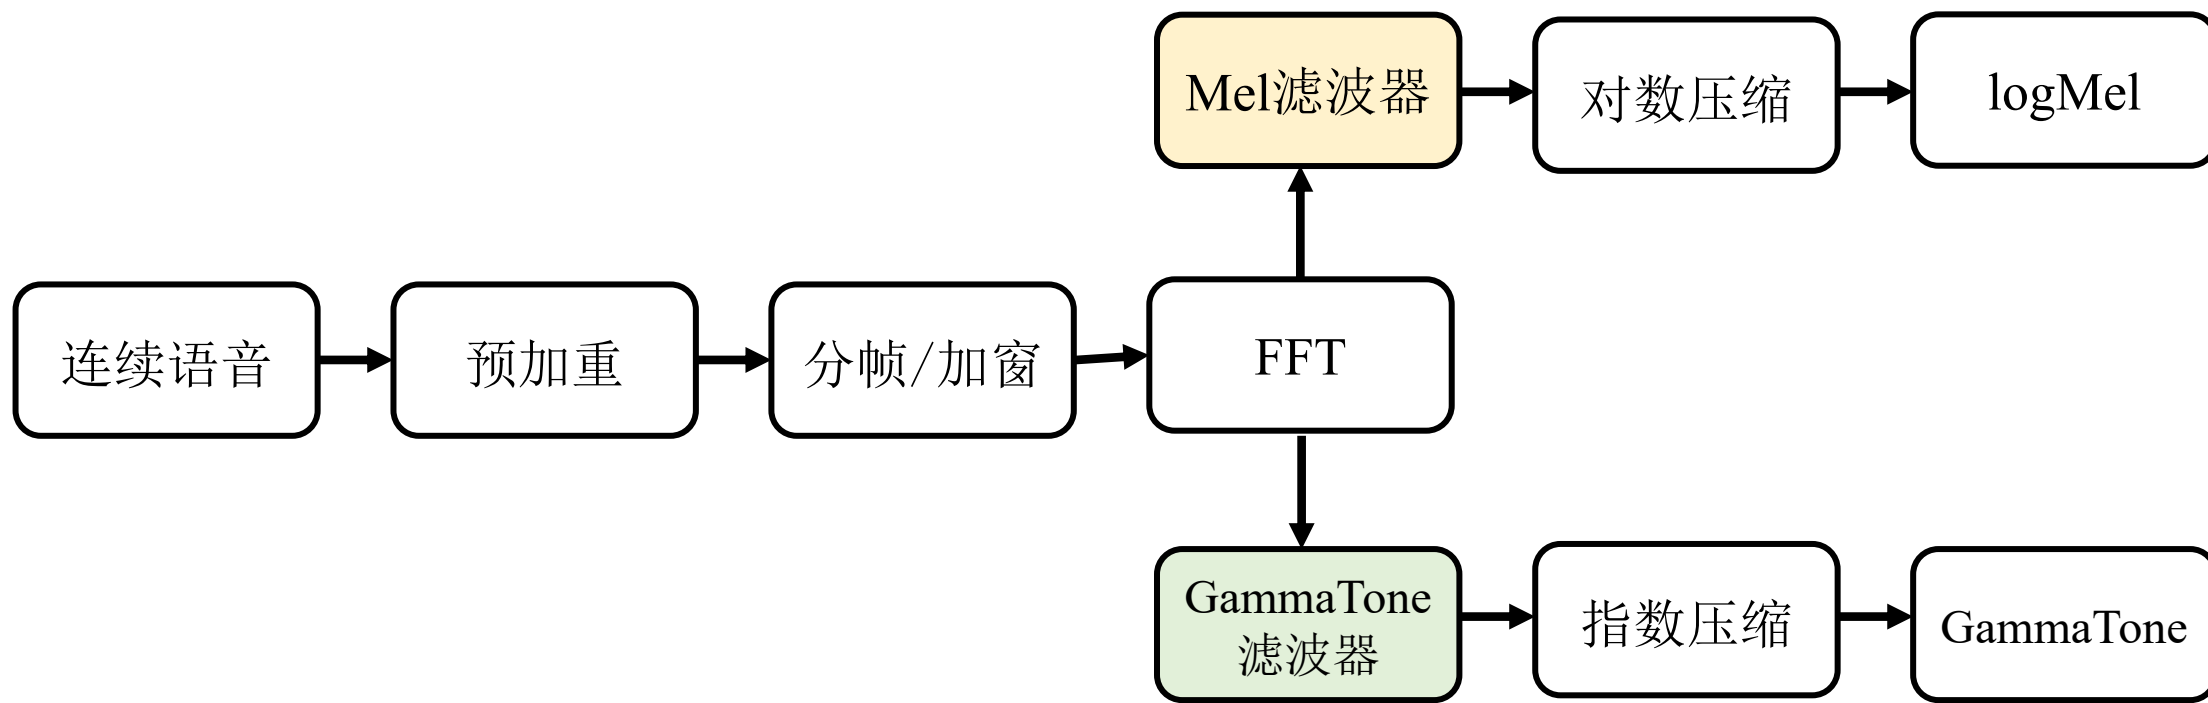 Mel滤波器
对数压缩
logMel
连续语音
预加重
分帧/加窗
FFT
GammaTone
滤波器
指数压缩
GammaTone